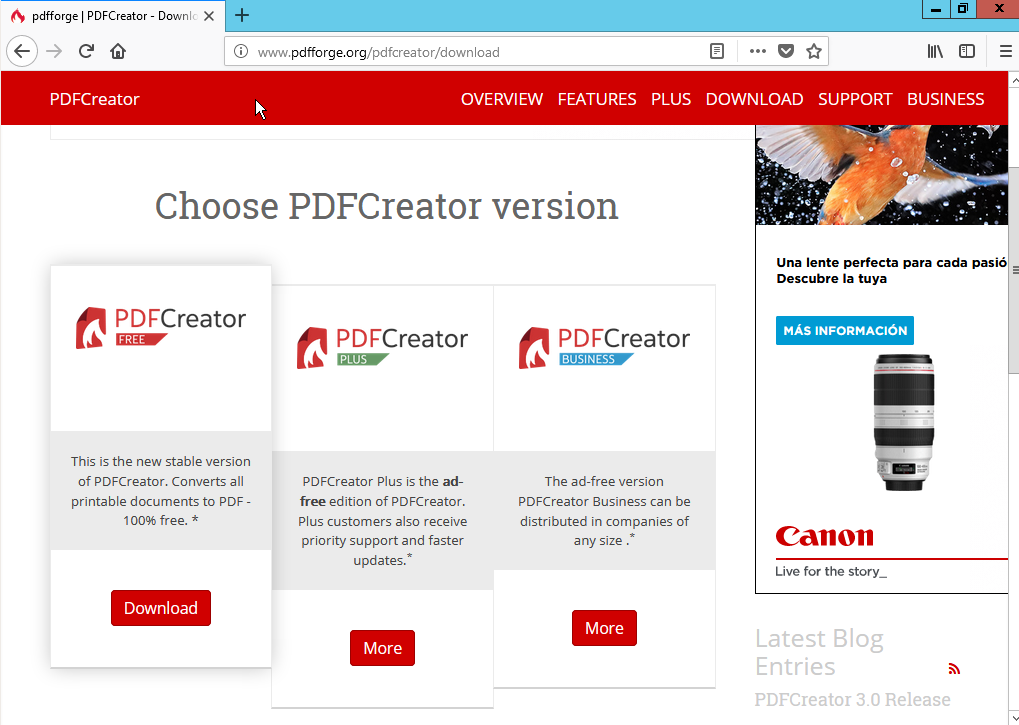 pdfforge | PDFCreator - Downlo
www.pdfforge.org/pdfcreator/download
PDFCreator
OVERVIEW FEATURES PLUS DOWNLOAD SUPPORT BUSINESS
Choose PDFCreator version
PDFCreator
FREE
This is the new stable version
of PDFCreator. Converts all
printable documents to PDF -
100% free. *
Download
PDFCreator
PLUS
PDFCreator Plus is the ad-
free edition of PDFCreator.
Plus customers also receive
priority support and faster
updates.*
More
PDFCreator
BUSINESS
The ad-free version
PDFCreator Business can be
distributed in companies of
any size .*
More
Una lente perfecta para cada pasió
Descubre la tuya
MÁS INFORMACIÓN
Canon
Live for the story_
Latest Blog
Entries
PDFCreator 3.0 Release